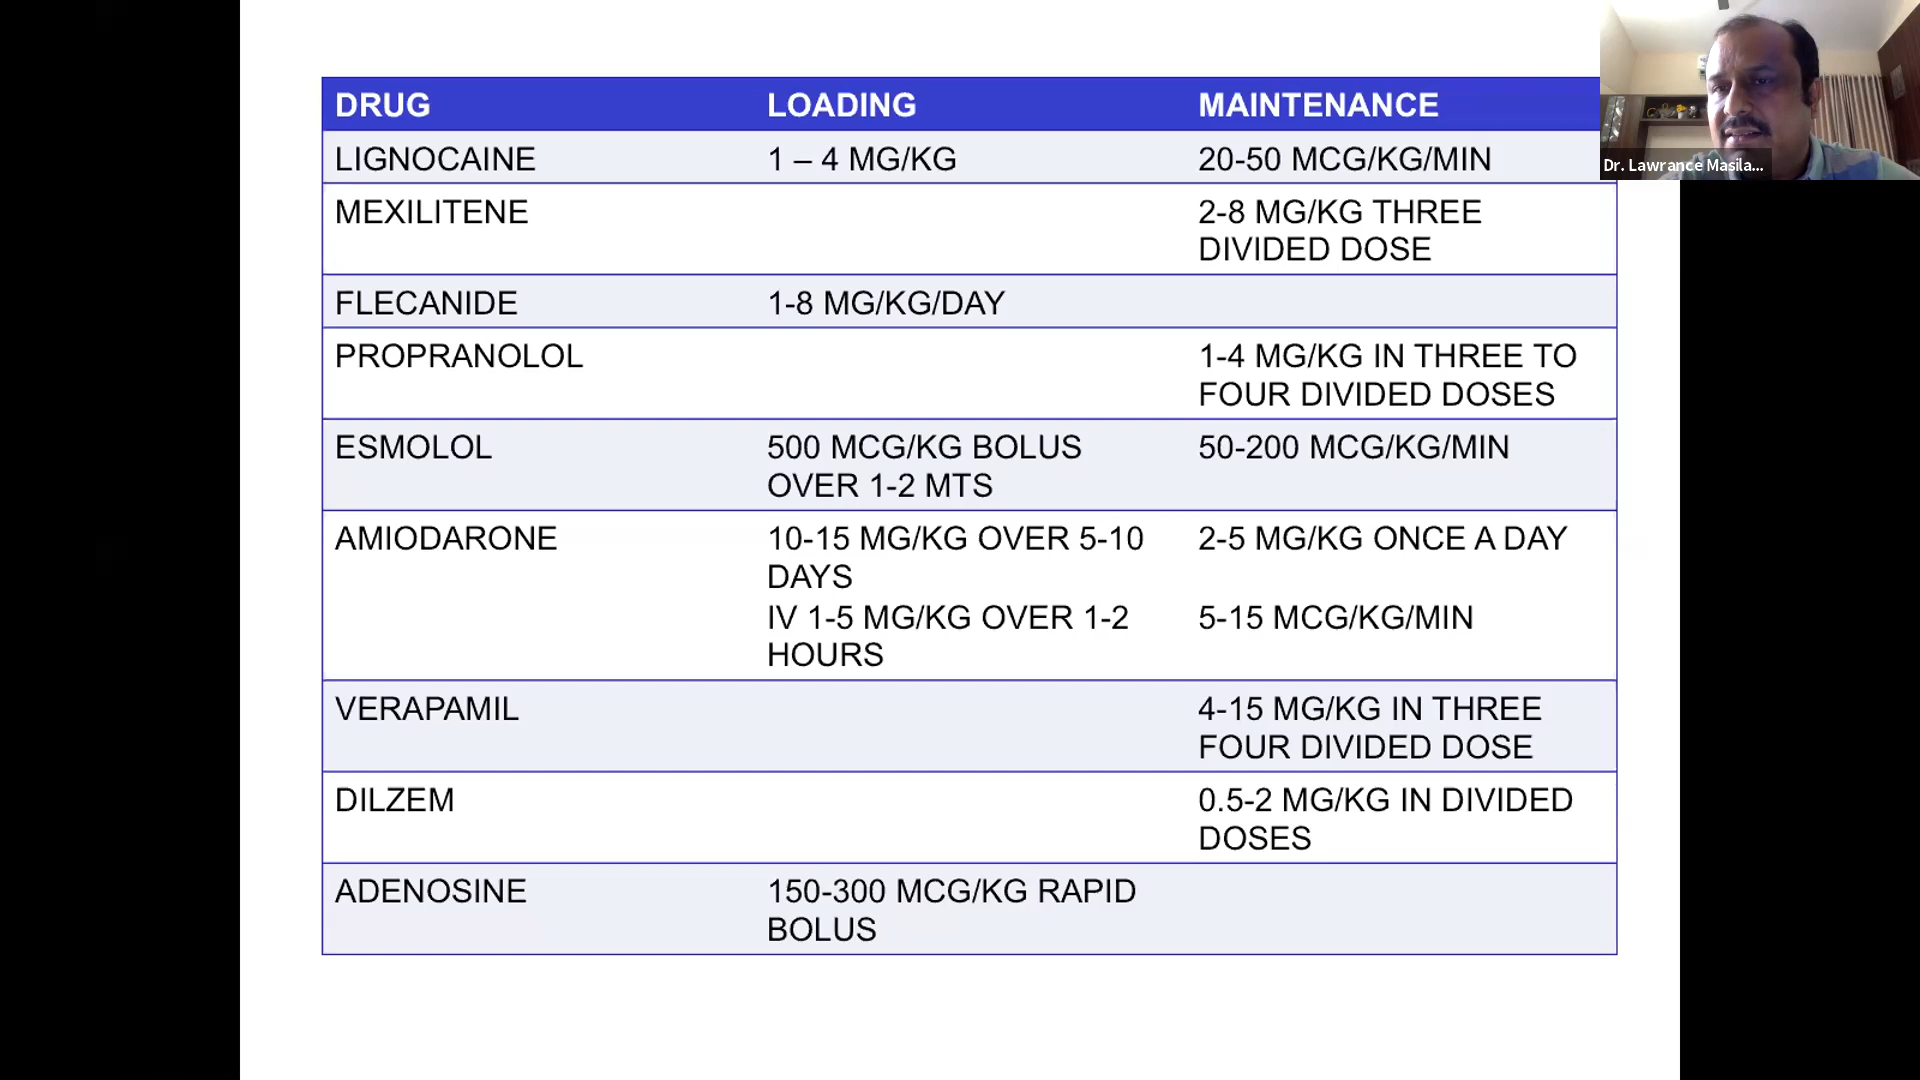 DRUG LOADING MAINTENANCE
LIGNOCAINE 1 – 4 MG/KG 20-50 MCG/KG/MIN
MEXILITENE 2-8 MG/KG THREE
DIVIDED DOSE
FLECANIDE 1-8 MG/KG/DAY
PROPRANOLOL 1-4 MG/KG IN THREE TO
FOUR DIVIDED DOSES
ESMOLOL 500 MCG/KG BOLUS 50-200 MCG/KG/MIN
OVER 1-2 MTS
AMIODARONE 10-15 MG/KG OVER 5-10 2-5 MG/KG ONCE A DAY
DAYS
IV 1-5 MG/KG OVER 1-2 5-15 MCG/KG/MIN
HOURS
VERAPAMIL 4-15 MG/KG IN THREE
FOUR DIVIDED DOSE
DILZEM 0.5-2 MG/KG IN DIVIDED
DOSES
ADENOSINE 150-300 MCG/KG RAPID
BOLUS
Dr. Lawrance Masila...